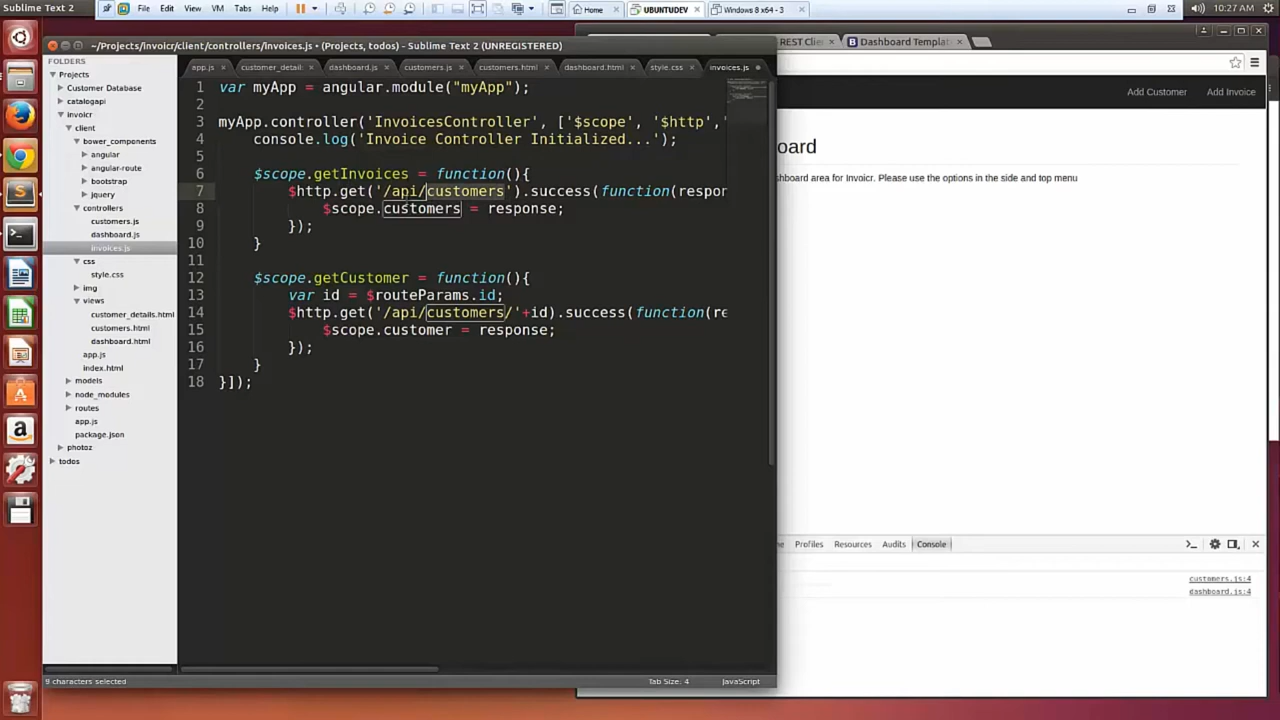 Sublime Text 2
File Edit View VM Tabs Help
Home
UBUNTUDEV
Windows 8 x64 - 3
10:27 AM
~/Projects/invoicr/client/controllers/invoices.js • (Projects, todos) - Sublime Text 2 (UNREGISTERED)
REST Clie
Dashboard Templat
FOLDERS
Projects
Customer Database
catalogapi
invoicr
client
bower_components
angular
angular-route
bootstrap
jquery
controllers
customers.js
dashboard.js
invoices.js
css
style.css
img
views
customer_details.html
customers.html
dashboard.html
app.js
index.html
models
node_modules
routes
app.js
package.json
photoz
todos
app.js
customer_detail
dashboard.js
customers.js
customers.html
dashboard.html
style.css
invoices.js
1 var myApp = angular.module("myApp");
2
3 myApp.controller('InvoicesController', ['$scope', '$http','
4 console.log('Invoice Controller Initialized...');
5
6 $scope.getInvoices = function(){
7 $http.get('/api/customers').success(function(respon
8 $scope.customers = response;
9 });
10 }
11
12 $scope.getCustomer = function(){
13 var id = $routeParams.id;
14 $http.get('/api/customers/'+id).success(function(re
15 $scope.customer = response;
16 });
17 }
18 }]);
Add Customer Add Invoice
oard
shboard area for Invoicr. Please use the options in the side and top menu
ne Profiles Resources Audits Console
customers.js:4
dashboard.js:4
9 characters selected
Tab Size: 4
JavaScript